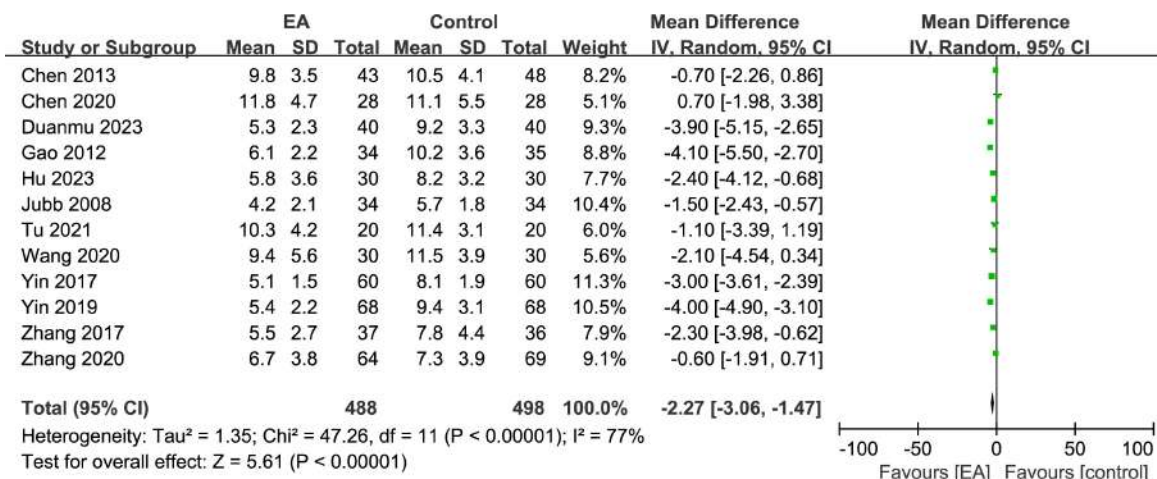 EA Control Mean Difference Mean Difference
Study or Subgroup Mean SD Total Mean SD Total Weight IV, Random, 95% CI IV, Random, 95% CI
Chen 2013 9.8 3.5 43 10.5 4.1 48 8.2% -0.70 [-2.26, 0.86]
Chen 2020 11.8 4.7 28 11.1 5.5 28 5.1% 0.70 [-1.98, 3.38]
Duanmu 2023 5.3 2.3 40 9.2 3.3 40 9.3% -3.90 [-5.15, -2.65]
Gao 2012 6.1 2.2 34 10.2 3.6 35 8.8% -4.10 [-5.50, -2.70]
Hu 2023 5.8 3.6 30 8.2 3.2 30 7.7% -2.40 [-4.12, -0.68]
Jubb 2008 4.2 2.1 34 5.7 1.8 34 10.4% -1.50 [-2.43, -0.57]
Tu 2021 10.3 4.2 20 11.4 3.1 20 6.0% -1.10 [-3.39, 1.19]
Wang 2020 9.4 5.6 30 11.5 3.9 30 5.6% -2.10 [-4.54, 0.34]
Yin 2017 5.1 1.5 60 8.1 1.9 60 11.3% -3.00 [-3.61, -2.39]
Yin 2019 5.4 2.2 68 9.4 3.1 68 10.5% -4.00 [-4.90, -3.10]
Zhang 2017 5.5 2.7 37 7.8 4.4 36 7.9% -2.30 [-3.98, -0.62]
Zhang 2020 6.7 3.8 64 7.3 3.9 69 9.1% -0.60 [-1.91, 0.71]
Total (95% CI) 488 498 100.0% -2.27 [-3.06, -1.47]
Heterogeneity: Tau² = 1.35; Chi² = 47.26, df = 11 (P < 0.00001); I² = 77%
Test for overall effect: Z = 5.61 (P < 0.00001)
-100 -50 0 50 100
Favours [EA] Favours [control]